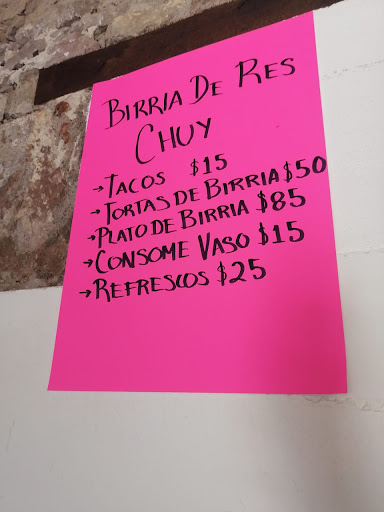 BIRRIA DE RES
CHUY
→TACOS $15
→TORTAS DE BIRRIA $50
→PLATO DE BIRRIA $85
→CONSOME VASO $15
→REFRESCOS $25